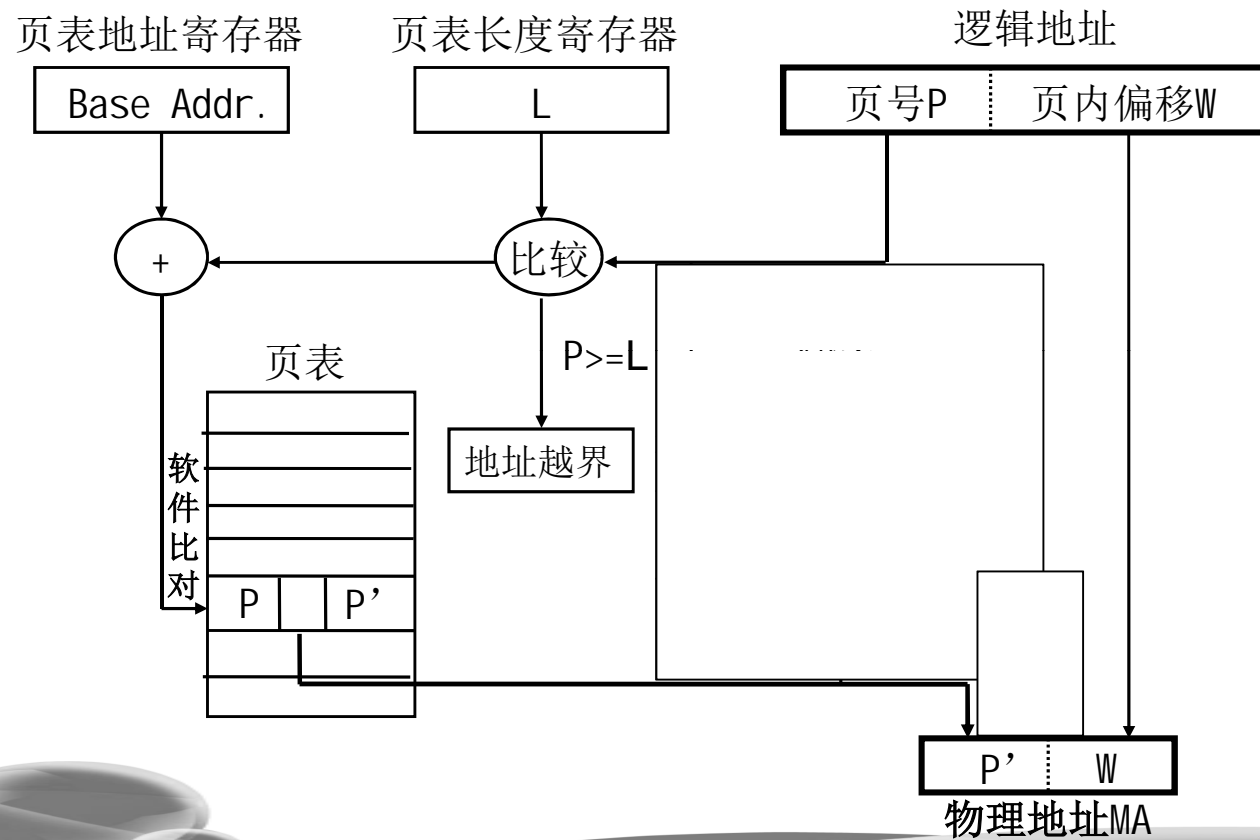 页表地址寄存器
页表长度寄存器
逻辑地址
Base Addr.
L
页号P
页内偏移W
+
比较
P>=L
页表
地址越界
软件比对
P
P’
P’
W
物理地址MA